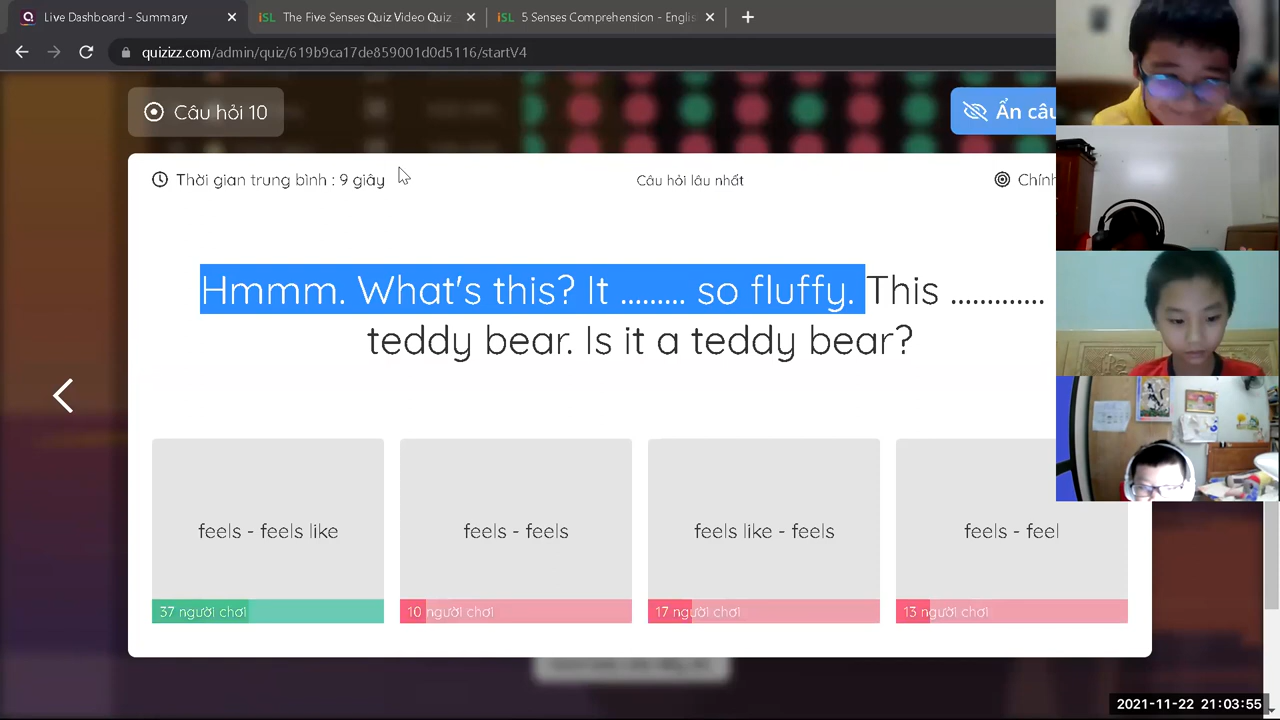 Live Dashboard - Summary
iSL The Five Senses Quiz Video Quiz
iSL 5 Senses Comprehension - Englis
quizizz.com/admin/quiz/619b9ca17de859001d0d5116/startV4
Câu hỏi 10
Ẩn câu
Thời gian trung bình : 9 giây
Câu hỏi lâu nhất
Chính
Hmmm. What's this? It ......... so fluffy. This .............
teddy bear. Is it a teddy bear?
feels - feels like
feels - feels
feels like - feels
feels - feel
37 người chơi
10 người chơi
17 người chơi
13 người chơi
2021-11-22 21:03:55